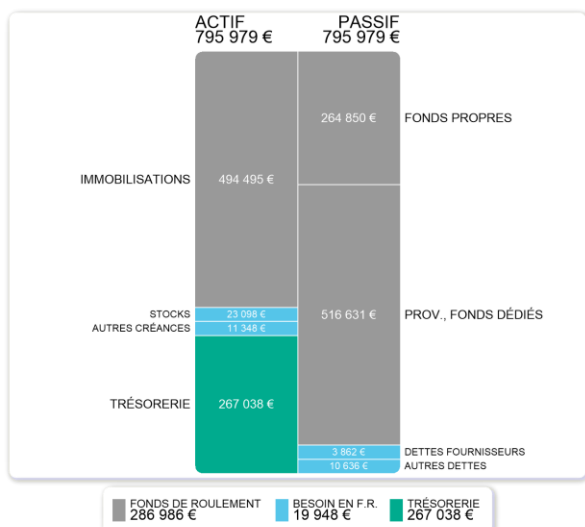 ACTIF
795 979 €
PASSIF
795 979 €
264 850 €
FONDS PROPRES
IMMOBILISATIONS
494 495 €
STOCKS
23 098 €
AUTRES CRÉANCES
11 348 €
516 631 €
PROV., FONDS DÉDIÉS
TRÉSORERIE
267 038 €
3 862 €
DETTES FOURNISSEURS
10 636 €
AUTRES DETTES
FONDS DE ROULEMENT
286 986 €
BESOIN EN F.R.
19 948 €
TRÉSORERIE
267 038 €